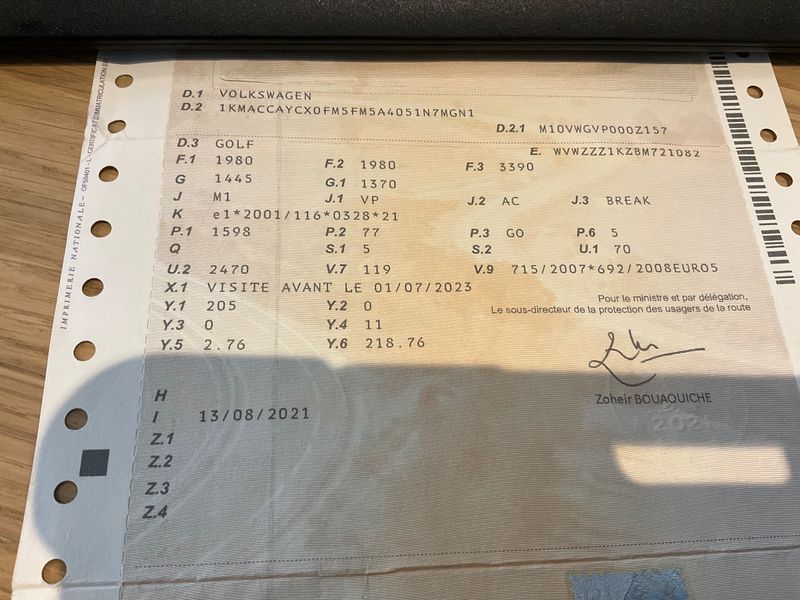 D.1 VOLKSWAGEN
D.2 1KMACCAYCX0FM5FM5A4051N7MGN1
D.2.1 M10VWGVP000Z157
D.3 GOLF
E. WVWZZZ1KZBM721082
F.1 1980 F.2 1980 F.3 3390
G 1445 G.1 1370
J M1 J.1 VP J.2 AC J.3 BREAK
K e1*2001/116*0328*21
P.1 1598 P.2 77 P.3 GO P.6 5
Q S.1 5 S.2 U.1 70
U.2 2470 V.7 119 V.9 715/2007*692/2008EURO5
X.1 VISITE AVANT LE 01/07/2023
Y.1 205 Y.2 0
Pour le ministre et par délégation,
Le sous-directeur de la protection des usagers de la route
Y.3 0 Y.4 11
Y.5 2.76 Y.6 218.76
Zoheir BOUAOUICHE
H
I 13/08/2021
2021
Z.1
Z.2
Z.3
Z.4
IMPRIMERIE NATIONALE